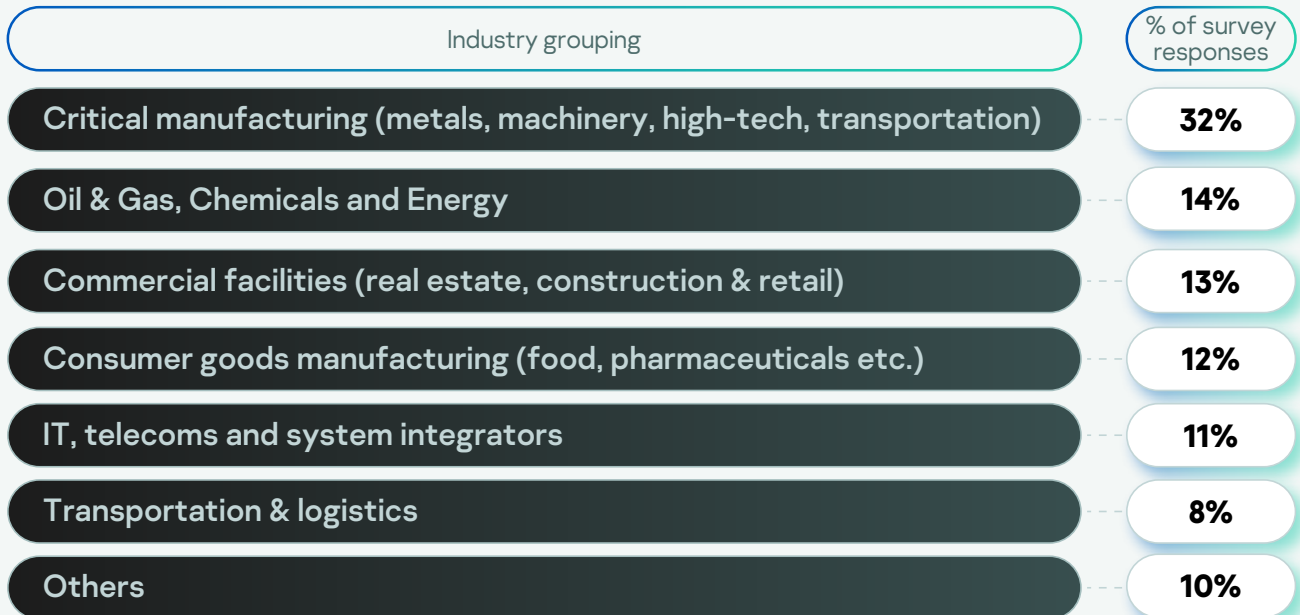 Industry grouping
% of survey
responses
Critical manufacturing (metals, machinery, high-tech, transportation)
32%
Oil & Gas, Chemicals and Energy
14%
Commercial facilities (real estate, construction & retail)
13%
Consumer goods manufacturing (food, pharmaceuticals etc.)
12%
IT, telecoms and system integrators
11%
Transportation & logistics
8%
Others
10%